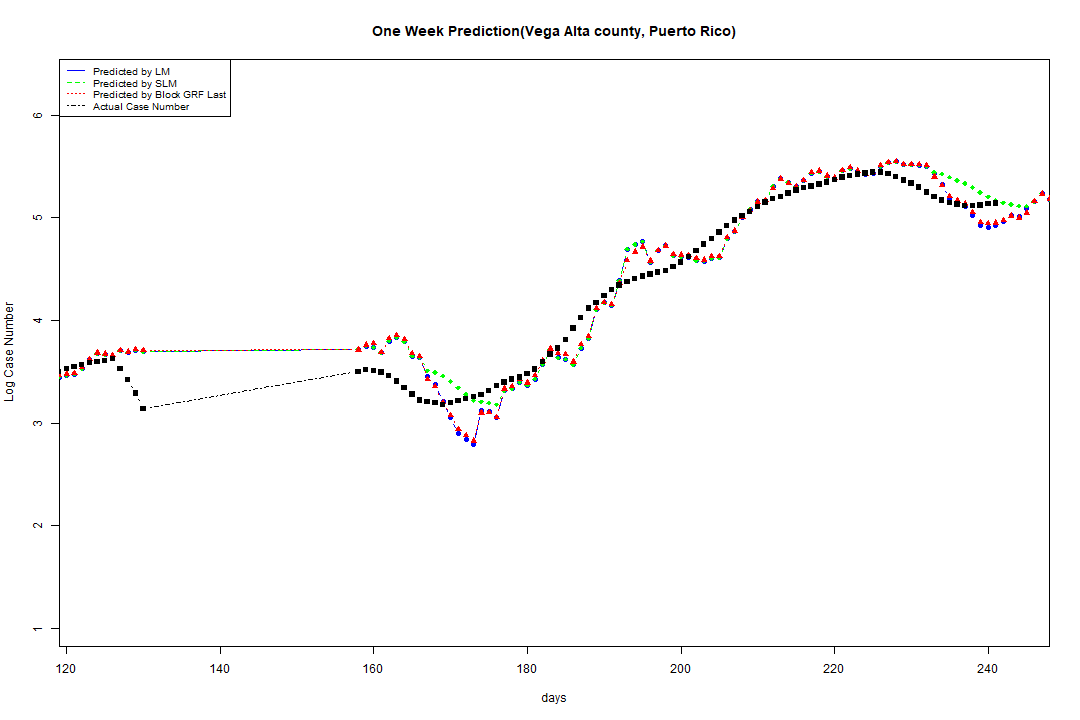 One Week Prediction(Vega Alta county, Puerto Rico)
Predicted by LM
Predicted by SLM
Predicted by Block GRF Last
Actual Case Number
6
5
4
3
2
1
Log Case Number
120 140 160 180 200 220 240
days